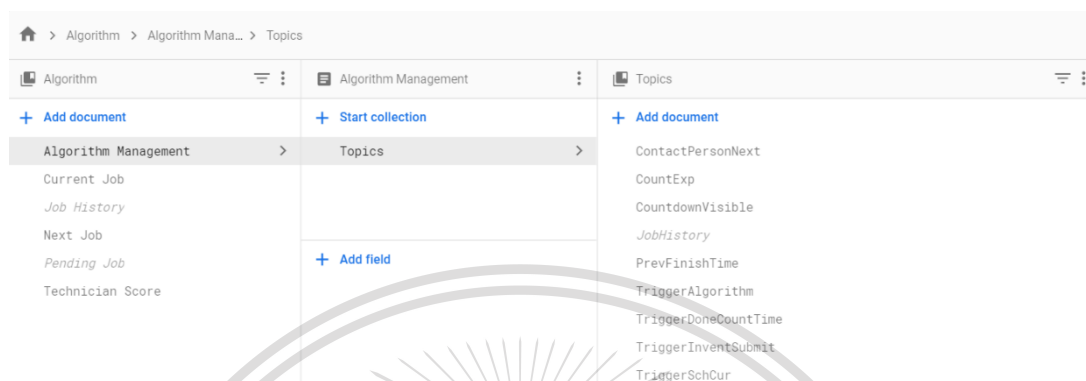 Algorithm > Algorithm Mana... > Topics
Algorithm
Add document
Algorithm Management
Current Job
Job History
Next Job
Pending Job
Technician Score
Algorithm Management
Start collection
Topics
Add field
Topics
Add document
ContactPersonNext
CountExp
CountdownVisible
JobHistory
PrevFinishTime
TriggerAlgorithm
TriggerDoneCountTime
TriggerInventSubmit
TriggerSchCur